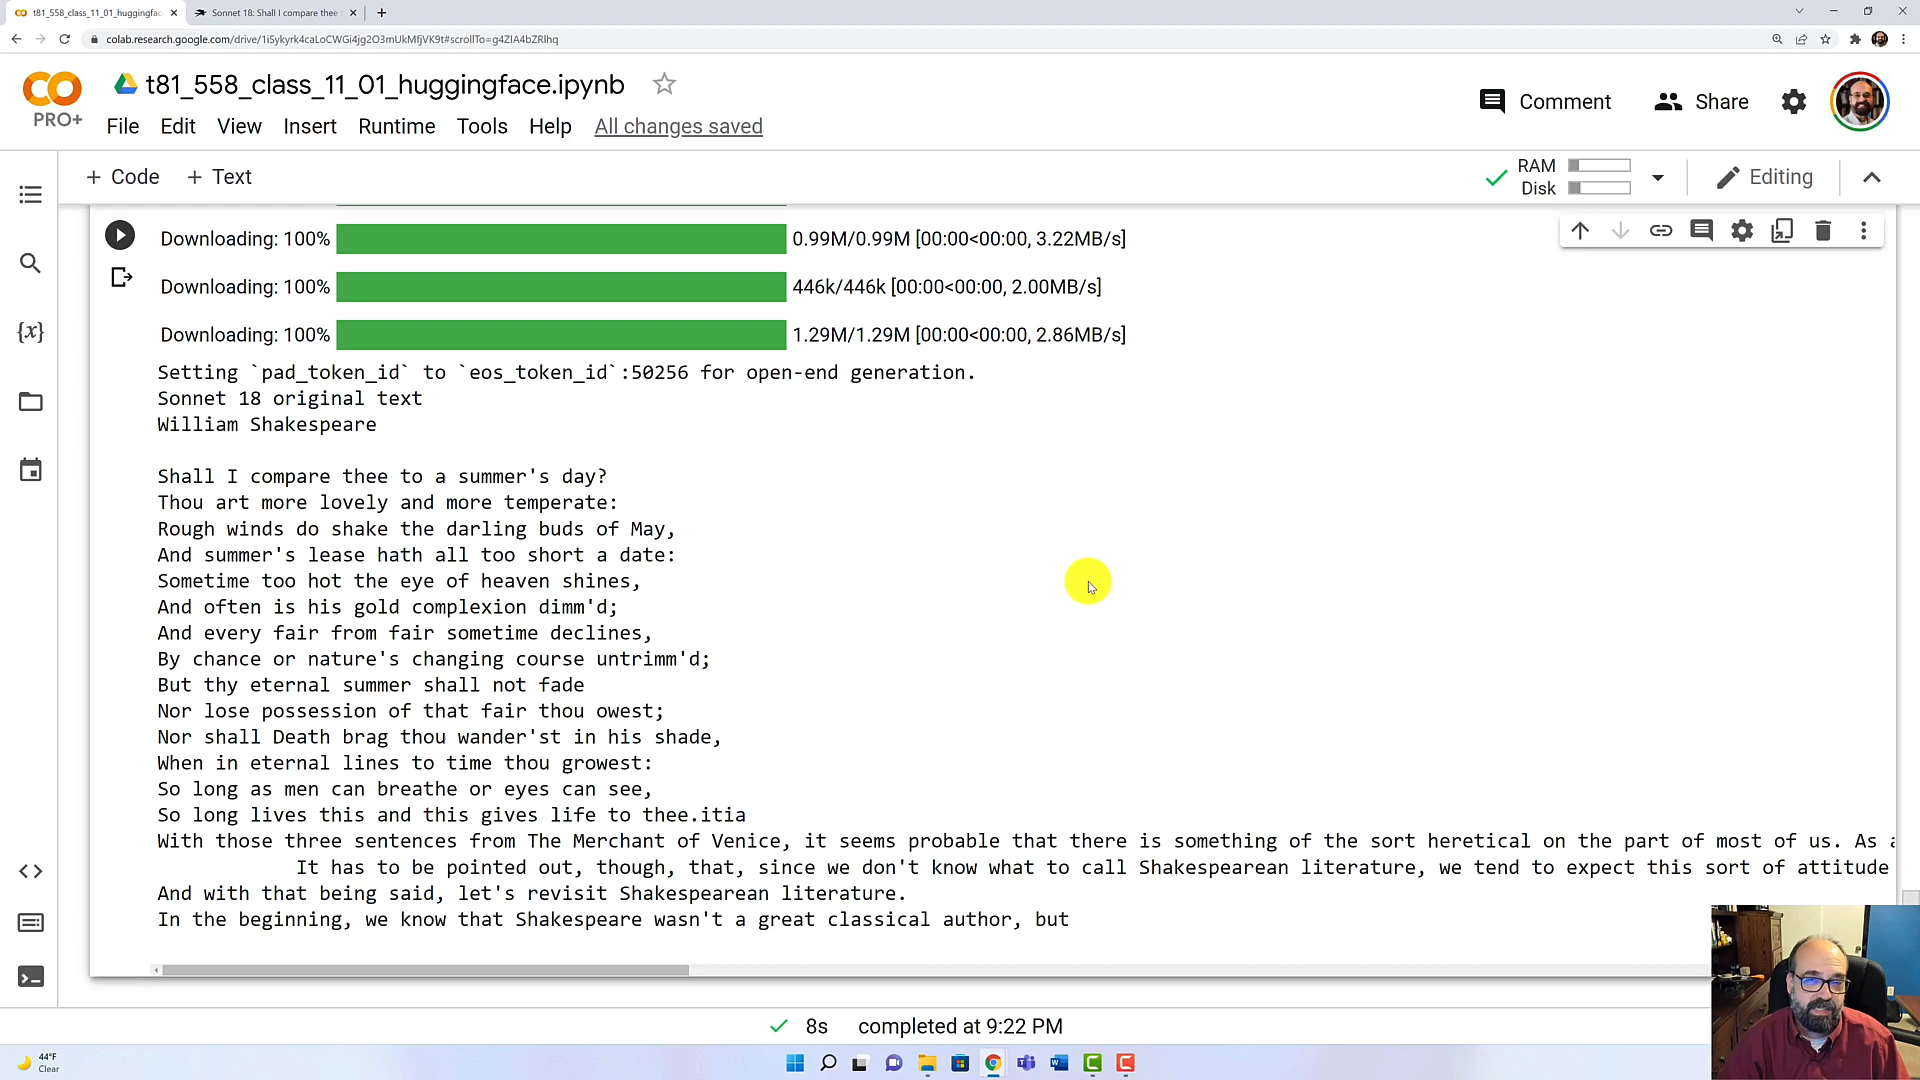 t81_558_class_11_01_huggingfac
Sonnet 18: Shall I compare thee
colab.research.google.com/drive/1iSykyrk4caLoCWGi4jg2O3mUkMfjVK9t#scrollTo=g4ZIA4bZRlhq
t81_558_class_11_01_huggingface.ipynb
PRO+
File Edit View Insert Runtime Tools Help All changes saved
Comment Share
+ Code + Text
RAM
Disk
Editing
Downloading: 100% 0.99M/0.99M [00:00<00:00, 3.22MB/s]
Downloading: 100% 446k/446k [00:00<00:00, 2.00MB/s]
Downloading: 100% 1.29M/1.29M [00:00<00:00, 2.86MB/s]
Setting `pad_token_id` to `eos_token_id`:50256 for open-end generation.
Sonnet 18 original text
William Shakespeare
Shall I compare thee to a summer's day?
Thou art more lovely and more temperate:
Rough winds do shake the darling buds of May,
And summer's lease hath all too short a date:
Sometime too hot the eye of heaven shines,
And often is his gold complexion dimm'd;
And every fair from fair sometime declines,
By chance or nature's changing course untrimm'd;
But thy eternal summer shall not fade
Nor lose possession of that fair thou owest;
Nor shall Death brag thou wander'st in his shade,
When in eternal lines to time thou growest:
So long as men can breathe or eyes can see,
So long lives this and this gives life to thee.itia
With those three sentences from The Merchant of Venice, it seems probable that there is something of the sort heretical on the part of most of us. As
It has to be pointed out, though, that, since we don't know what to call Shakespearean literature, we tend to expect this sort of attitude
And with that being said, let's revisit Shakespearean literature.
In the beginning, we know that Shakespeare wasn't a great classical author, but
8s completed at 9:22 PM
44°F
Clear